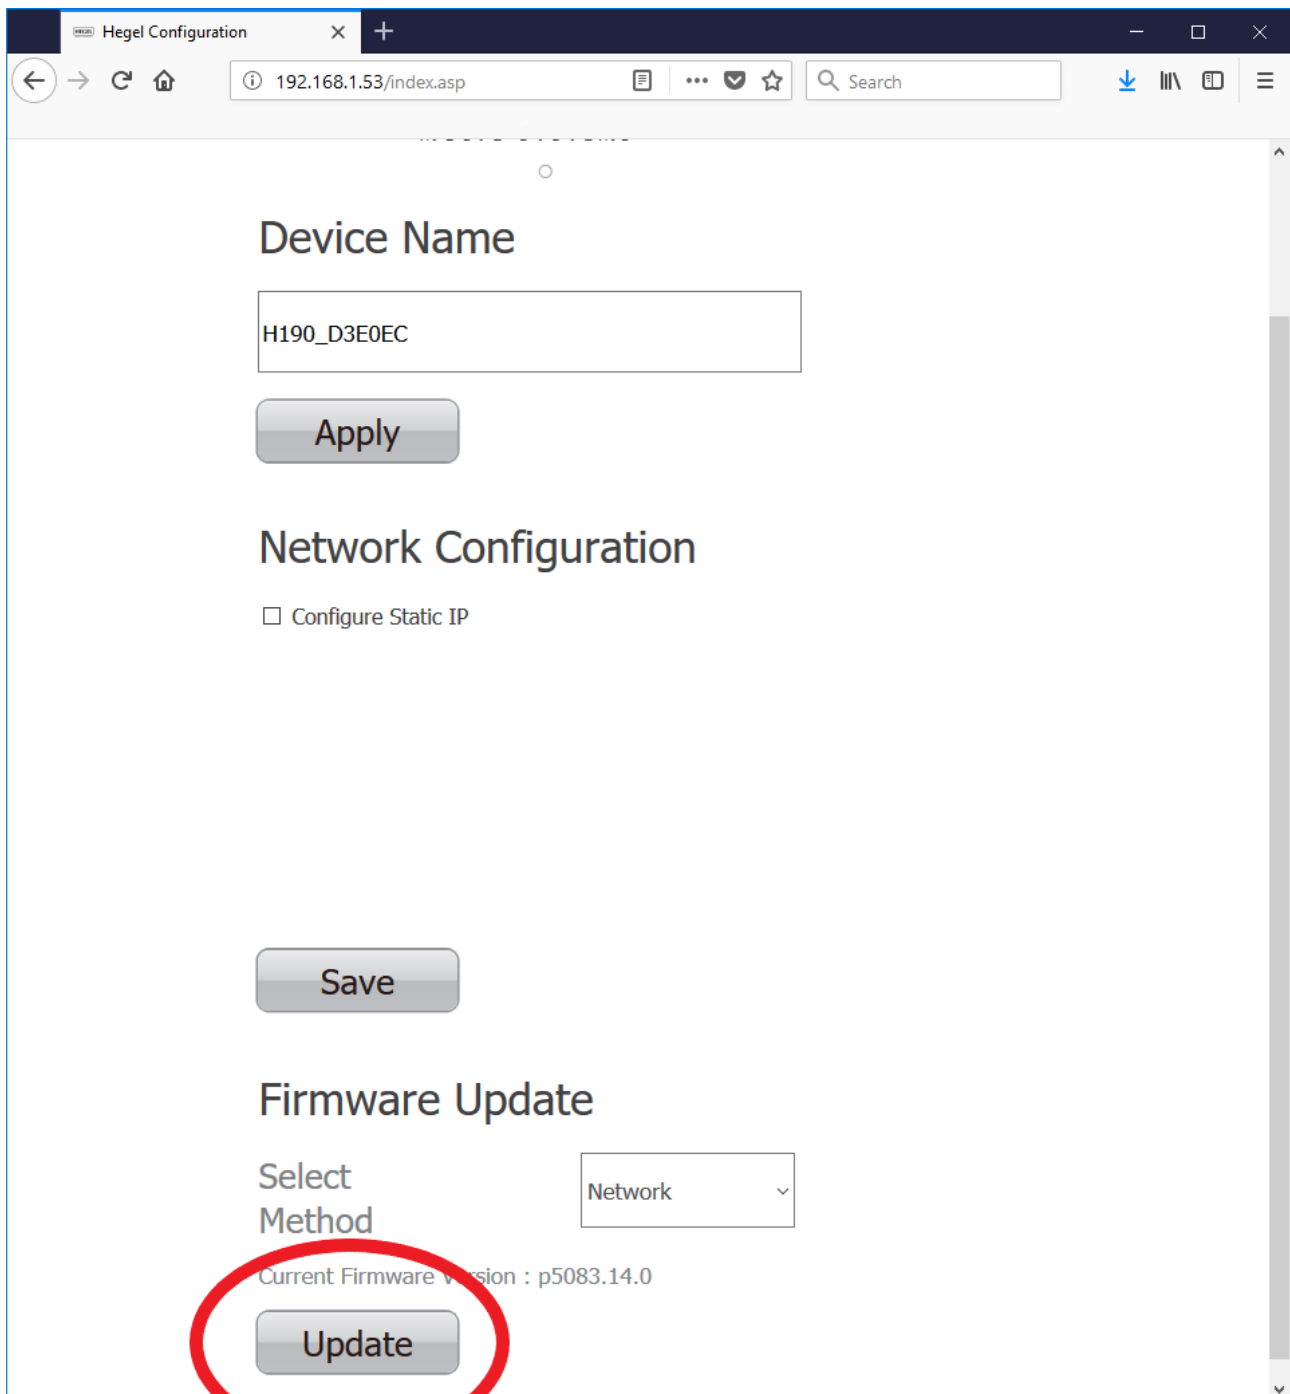 Hegel Configuration
192.168.1.53/index.asp
Search
Device Name
H190_D3E0EC
Apply
Network Configuration
Configure Static IP
Save
Firmware Update
Select
Method
Network
Current Firmware Version : p5083.14.0
Update